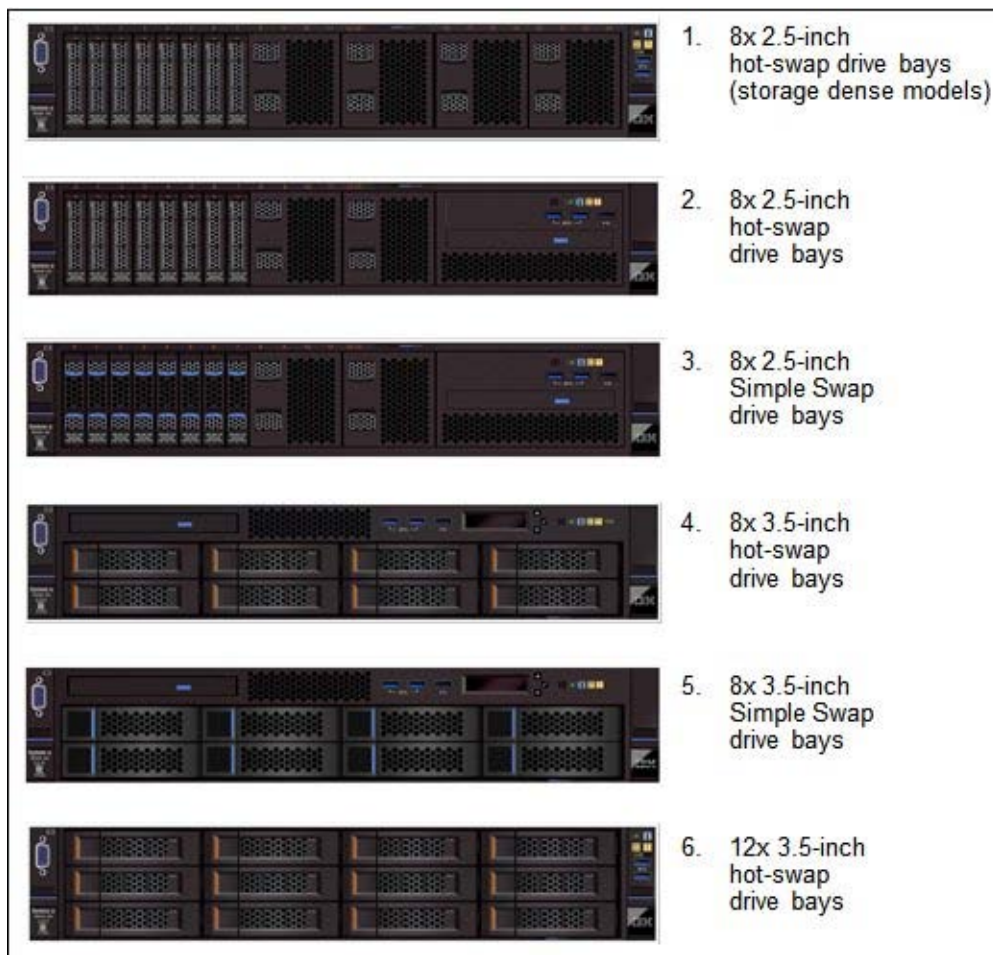 1. 8x 2.5-inch
hot-swap drive bays
(storage dense models)
2. 8x 2.5-inch
hot-swap
drive bays
3. 8x 2.5-inch
Simple Swap
drive bays
4. 8x 3.5-inch
hot-swap
drive bays
5. 8x 3.5-inch
Simple Swap
drive bays
6. 12x 3.5-inch
hot-swap
drive bays